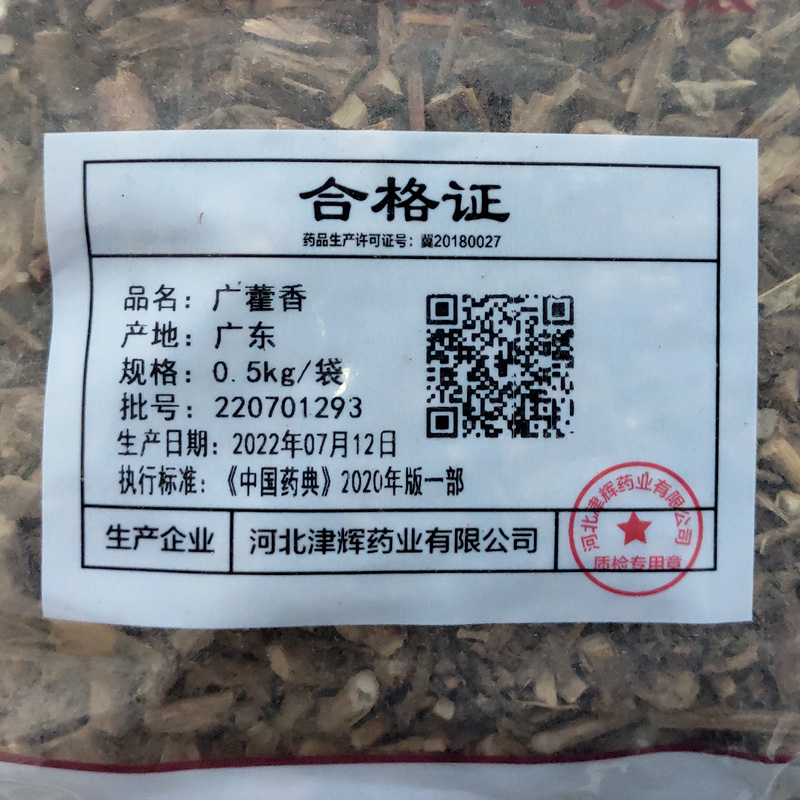 合格证
药品生产许可证号：冀20180027
品名：广藿香
产地：广东
规格：0.5kg/袋
批号：220701293
生产日期：2022年07月12日
执行标准：《中国药典》2020年版一部
生产企业 河北津辉药业有限公司
河北津辉药业有限公司
质检专用章